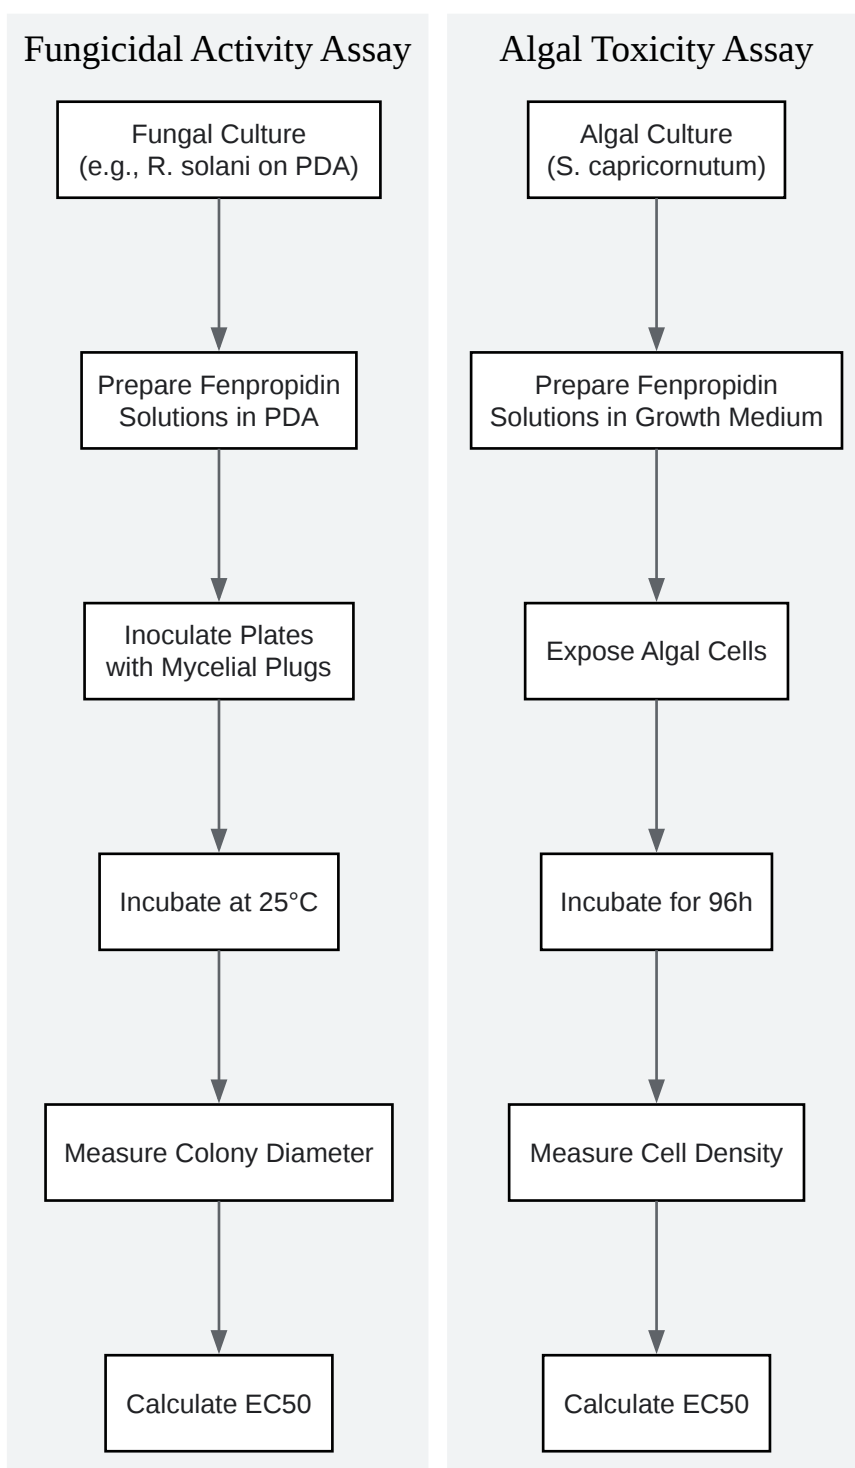 Fungicidal Activity Assay
Fungal Culture
(e.g., R. solani on PDA)
Prepare Fenpropidin
Solutions in PDA
Inoculate Plates
with Mycelial Plugs
Incubate at 25°C
Measure Colony Diameter
Calculate EC50
Algal Toxicity Assay
Algal Culture
(S. capricornutum)
Prepare Fenpropidin
Solutions in Growth Medium
Expose Algal Cells
Incubate for 96h
Measure Cell Density
Calculate EC50